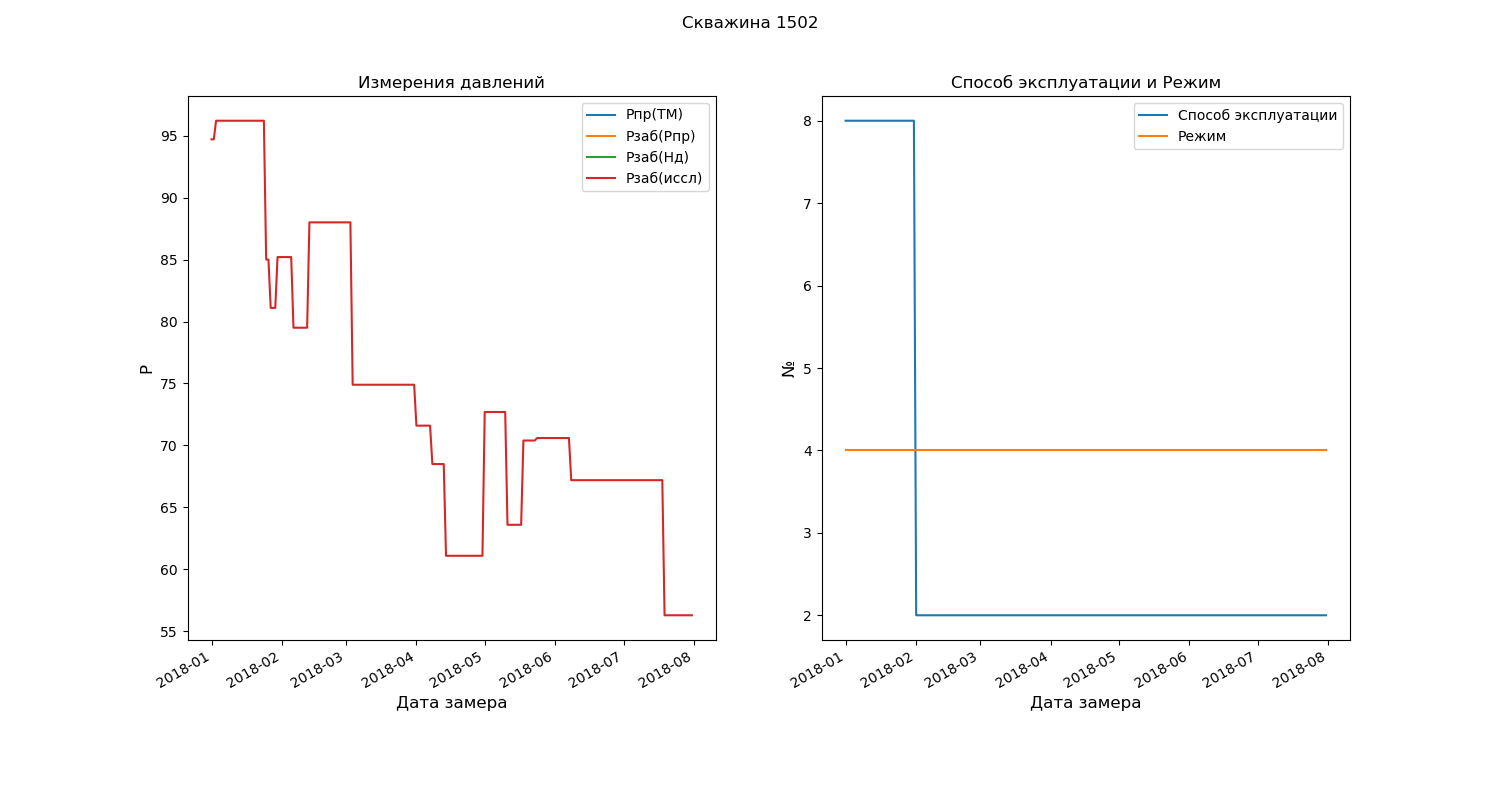 Скважина 1502
Измерения давлений
95
90
85
80
75
70
65
60
55
P
Рпр(ТМ)
Рзаб(Рпр)
Рзаб(Нд)
Рзаб(иссл)
2018-01
2018-02
2018-03
2018-04
2018-05
2018-06
2018-07
2018-08
Дата замера
Способ эксплуатации и Режим
8
7
6
5
4
3
2
№
Способ эксплуатации
Режим
2018-01
2018-02
2018-03
2018-04
2018-05
2018-06
2018-07
2018-08
Дата замера